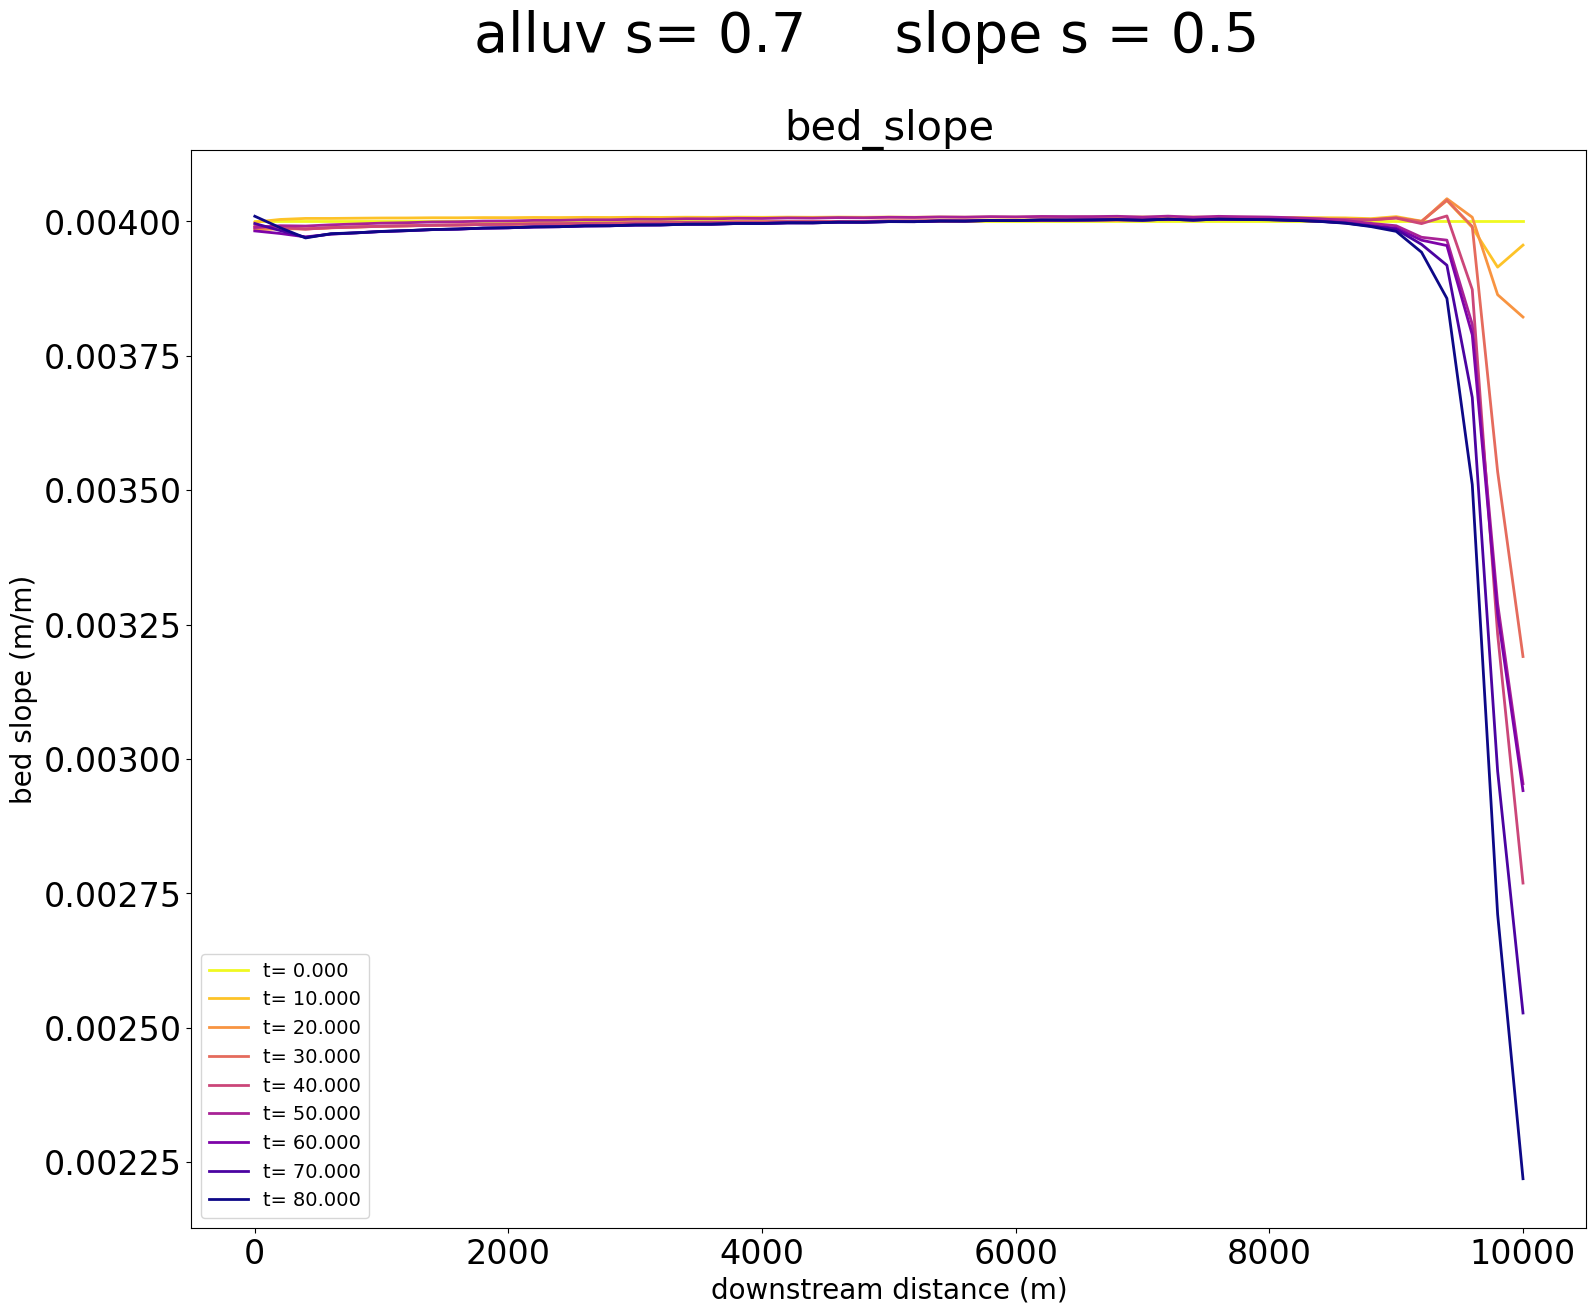 alluv s= 0.7 slope s = 0.5
bed_slope
bed slope (m/m)
0.00400
0.00375
0.00350
0.00325
0.00300
0.00275
0.00250
0.00225
t= 0.000
t= 10.000
t= 20.000
t= 30.000
t= 40.000
t= 50.000
t= 60.000
t= 70.000
t= 80.000
0 2000 4000 6000 8000 10000
downstream distance (m)